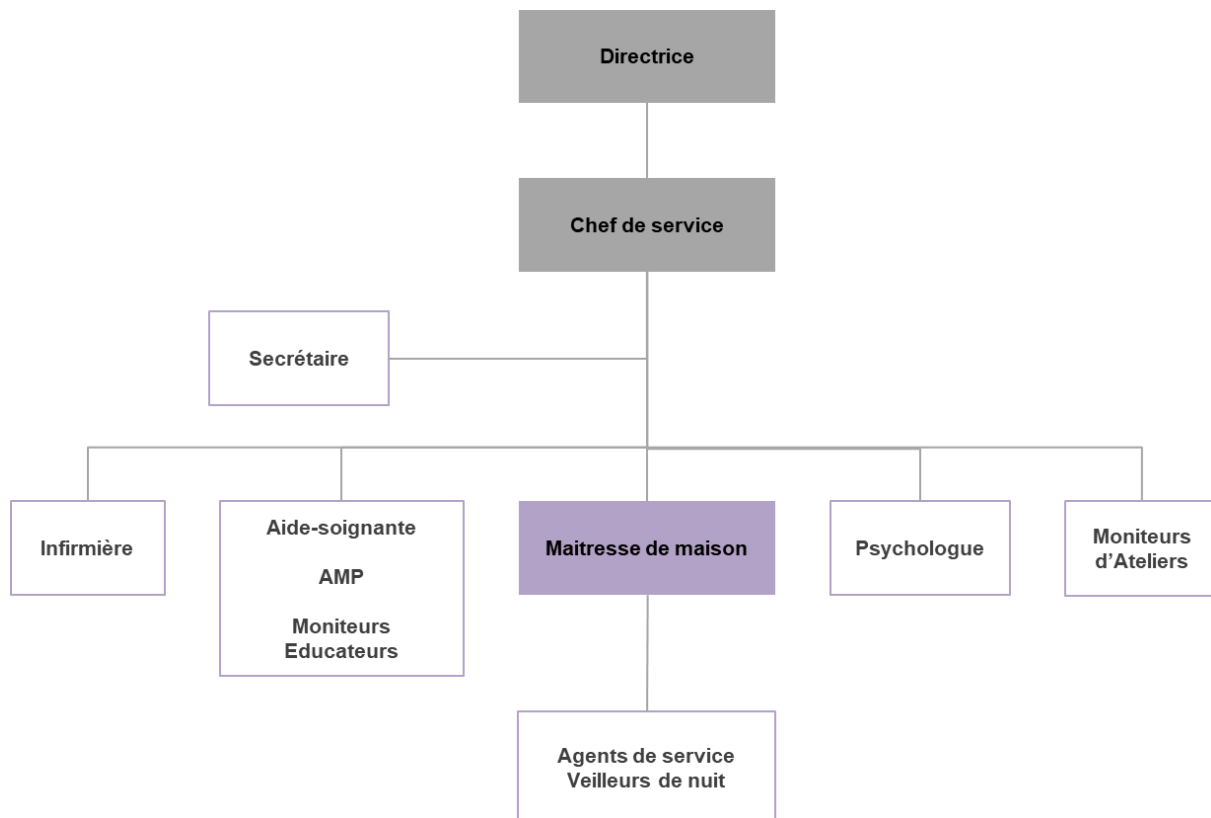 Directrice
Chef de service
Secrétaire
Infirmière
Aide-soignante
AMP
Moniteurs
Educateurs
Maitresse de maison
Psychologue
Moniteurs
d’Ateliers
Agents de service
Veilleurs de nuit